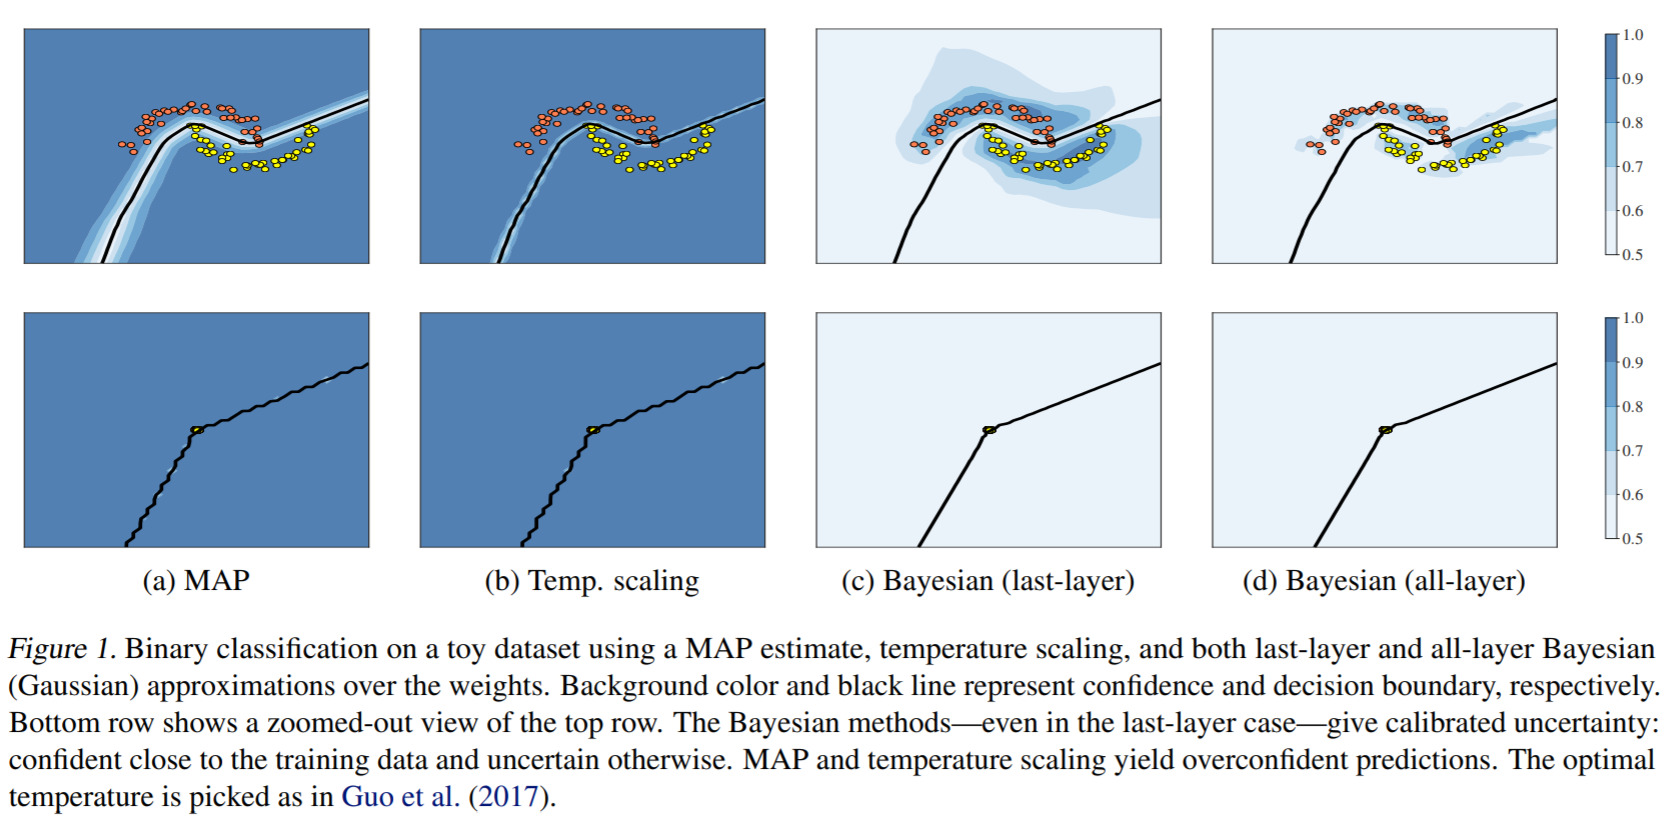 1.0
0.9
0.8
0.7
0.6
0.5
1.0
0.9
0.8
0.7
0.6
0.5
(a) MAP
(b) Temp. scaling
(c) Bayesian (last-layer)
(d) Bayesian (all-layer)
Figure 1. Binary classification on a toy dataset using a MAP estimate, temperature scaling, and both last-layer and all-layer Bayesian
(Gaussian) approximations over the weights. Background color and black line represent confidence and decision boundary, respectively.
Bottom row shows a zoomed-out view of the top row. The Bayesian methods—even in the last-layer case—give calibrated uncertainty:
confident close to the training data and uncertain otherwise. MAP and temperature scaling yield overconfident predictions. The optimal
temperature is picked as in Guo et al. (2017).